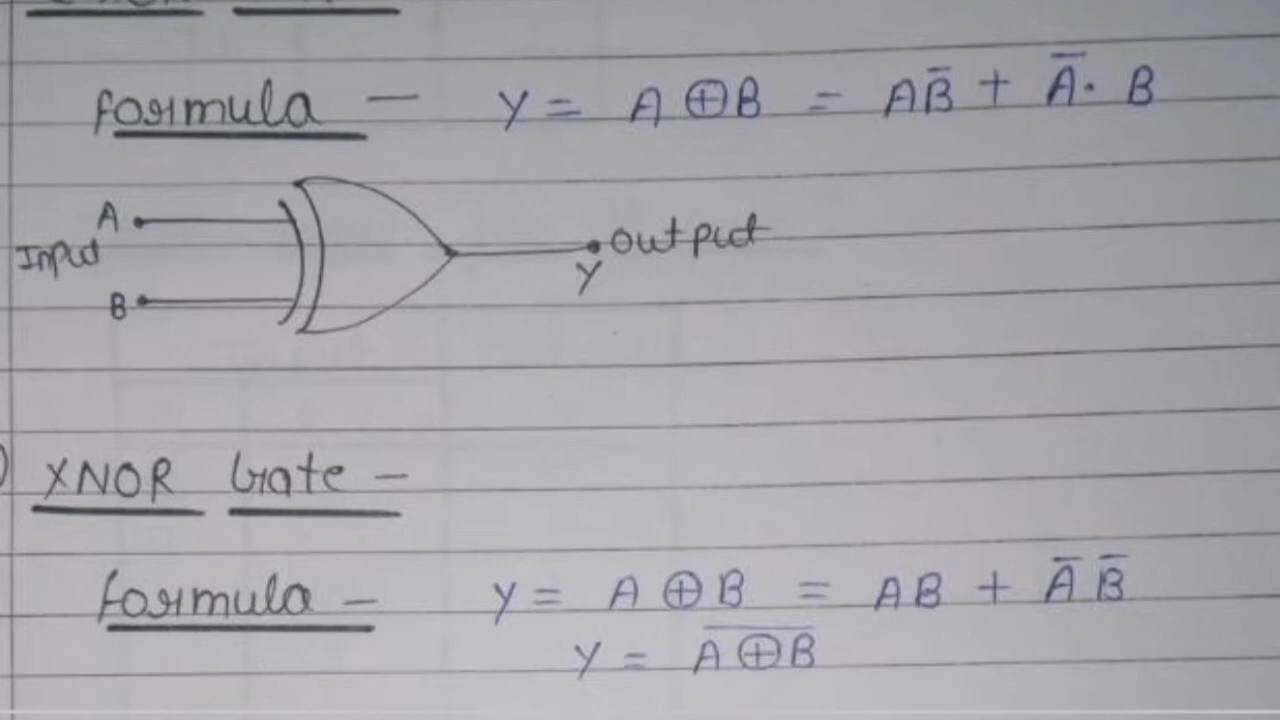 formula - Y = A ⊕ B = AB̅ + A̅. B
A
Input
output
Y
B
XNOR Gate -
formula - Y = A ⊕ B = AB + A̅ B̅
Y = A̅ ̅⊕̅ ̅B̅